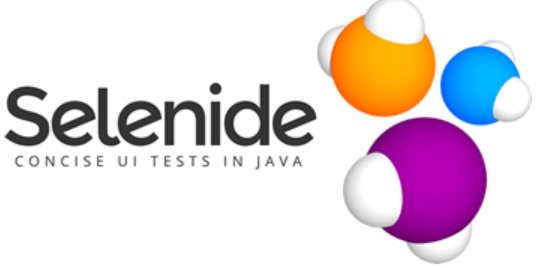 Selenide
CONCISE UI TESTS IN JAVA